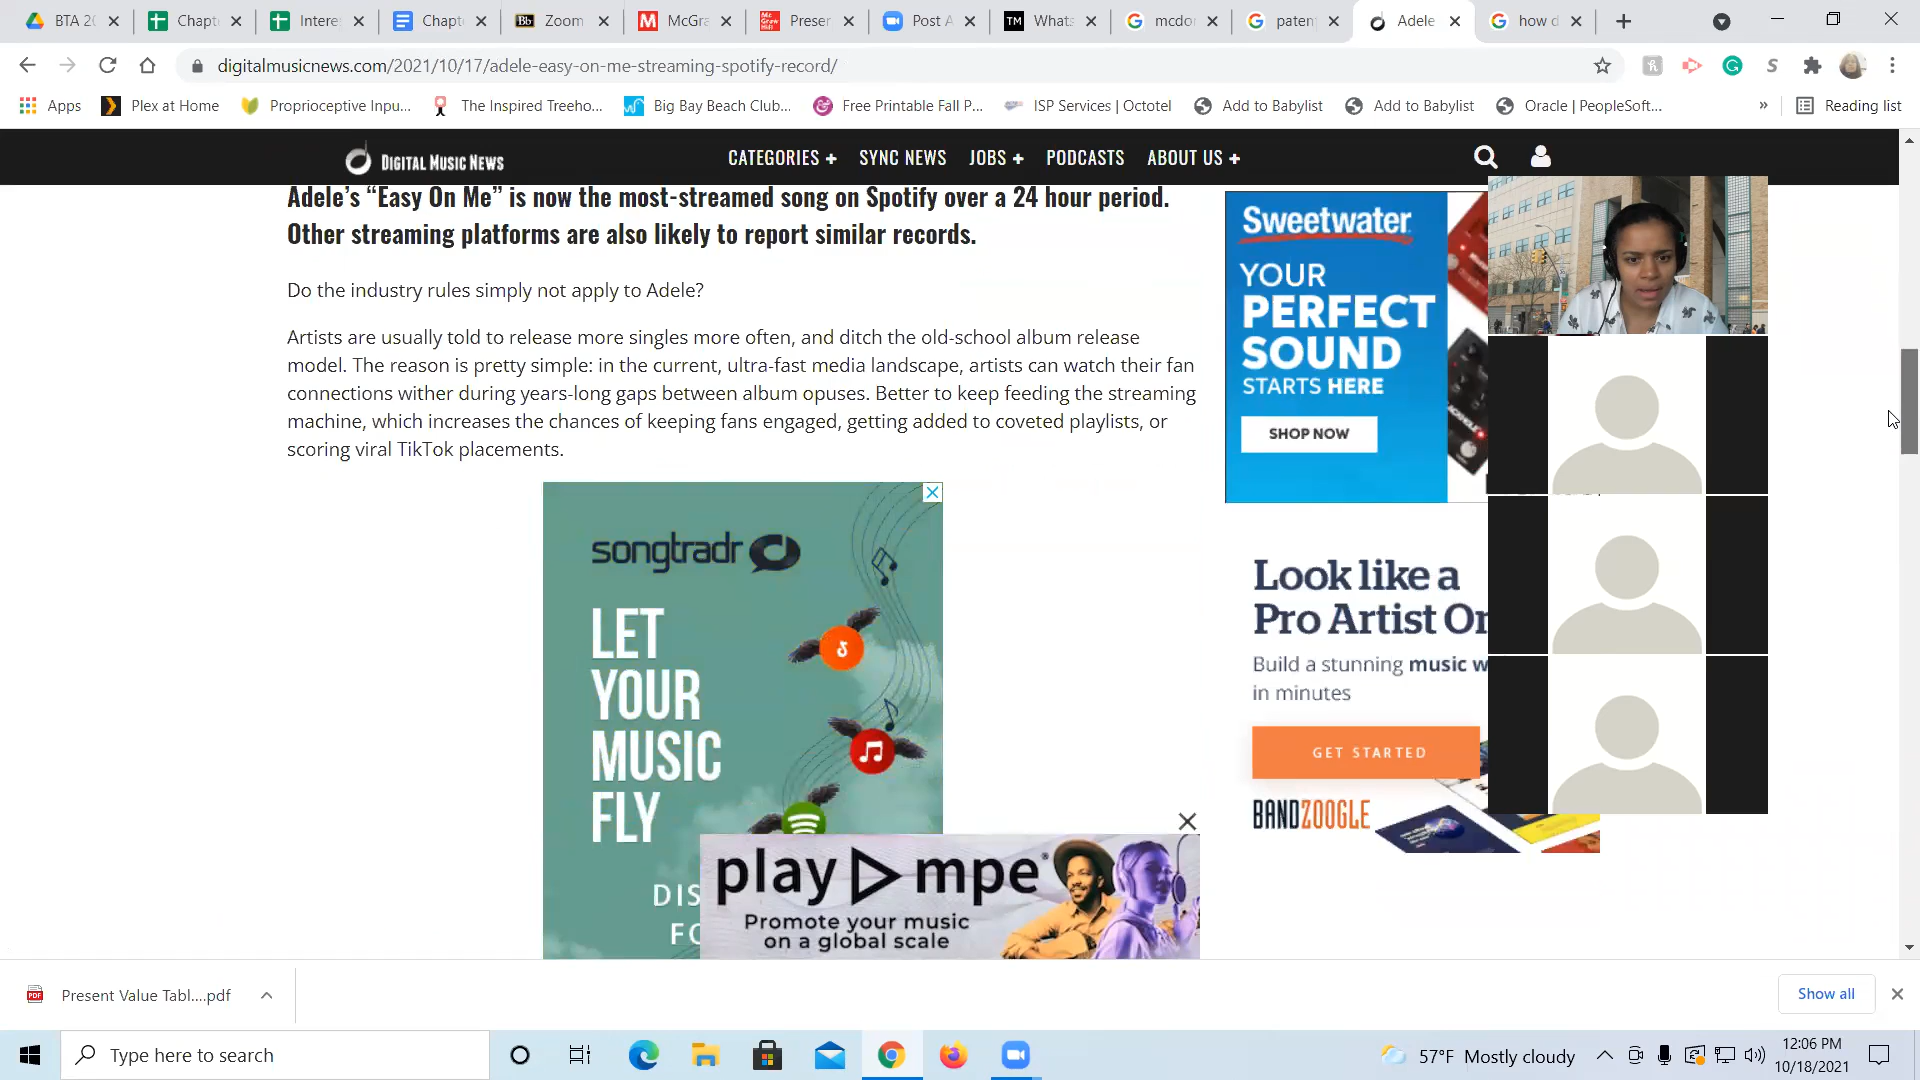 BTA 20
Chapt
Intere
Chapt
Zoom
McGra
Presen
Post A
Whats
mcdo
paten
Adele
how d
digitalmusicnews.com/2021/10/17/adele-easy-on-me-streaming-spotify-record/
Apps
Plex at Home
Proprioceptive Inpu...
The Inspired Treeho...
Big Bay Beach Club...
Free Printable Fall P...
ISP Services | Octotel
Add to Babylist
Add to Babylist
Oracle | PeopleSoft...
»
Reading list
DIGITAL MUSIC NEWS
CATEGORIES +
SYNC NEWS
JOBS +
PODCASTS
ABOUT US +
Adele’s “Easy On Me” is now the most-streamed song on Spotify over a 24 hour period.
Other streaming platforms are also likely to report similar records.
Do the industry rules simply not apply to Adele?
Artists are usually told to release more singles more often, and ditch the old-school album release
model. The reason is pretty simple: in the current, ultra-fast media landscape, artists can watch their fan
connections wither during years-long gaps between album opuses. Better to keep feeding the streaming
machine, which increases the chances of keeping fans engaged, getting added to coveted playlists, or
scoring viral TikTok placements.
Sweetwater
YOUR
PERFECT
SOUND
STARTS HERE
SHOP NOW
songtradr
LET
YOUR
MUSIC
FLY
DIS
FO
Look like a
Pro Artist On
Build a stunning music w
in minutes
GET STARTED
BANDZOOGLE
play mpe®
Promote your music
on a global scale
Present Value Tabl....pdf
Show all
Type here to search
57°F Mostly cloudy
12:06 PM
10/18/2021